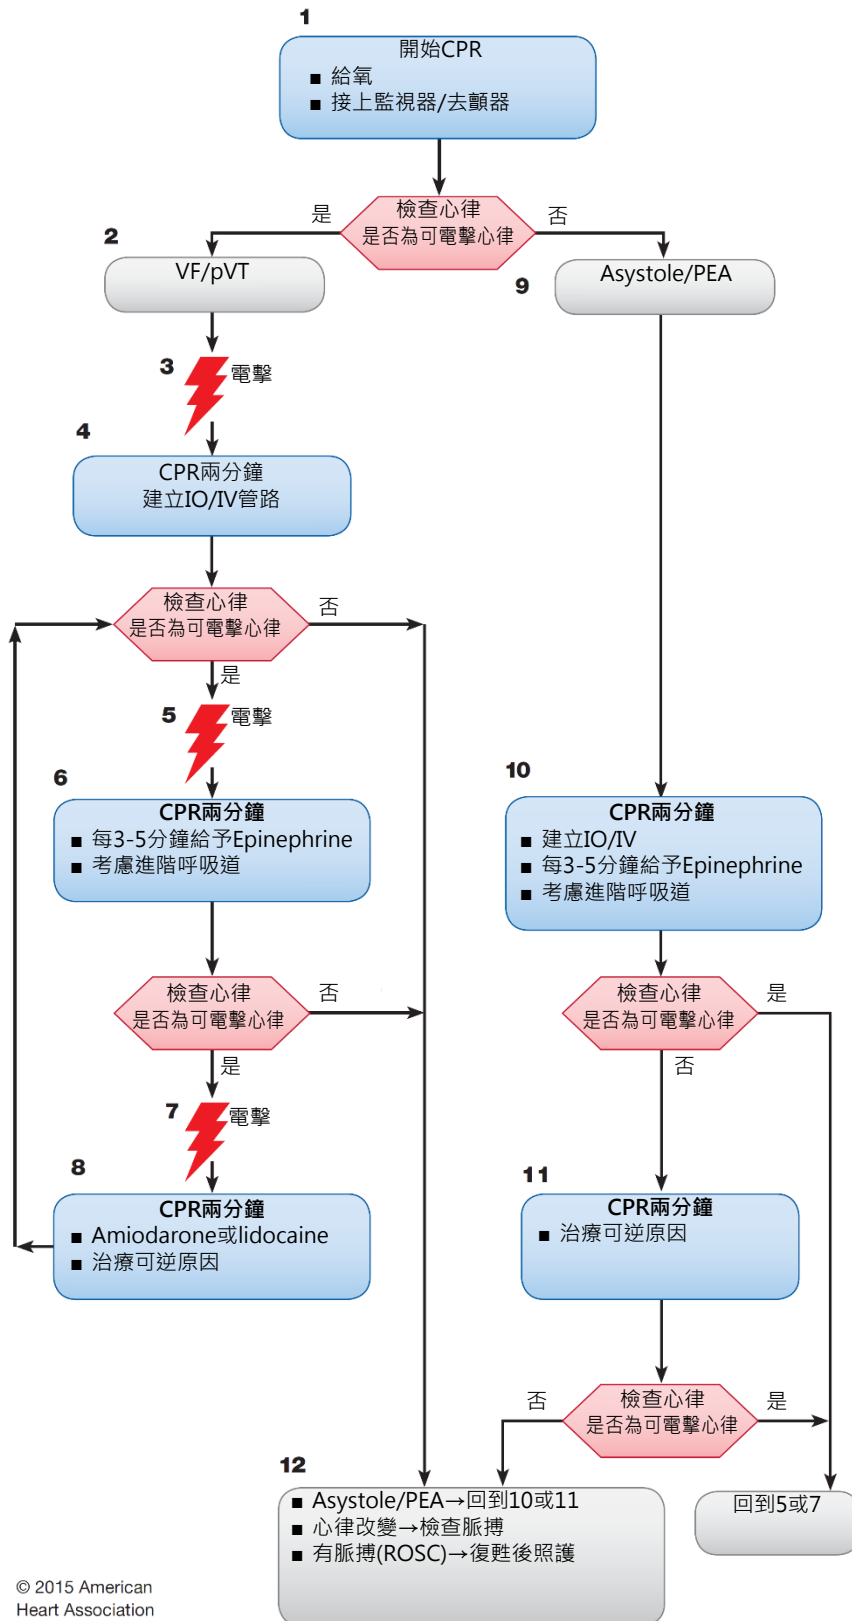 1
開始CPR
■ 給氧
■ 接上監視器/去顫器
檢查心律
是否為可電擊心律
是
否
2
VF/pVT
9
Asystole/PEA
3
電擊
4
CPR兩分鐘
建立IO/IV管路
檢查心律
是否為可電擊心律
否
是
5
電擊
6
CPR兩分鐘
■ 每3-5分鐘給予Epinephrine
■ 考慮進階呼吸道
檢查心律
是否為可電擊心律
否
是
7
電擊
8
CPR兩分鐘
■ Amiodarone或lidocaine
■ 治療可逆原因
10
CPR兩分鐘
■ 建立IO/IV
■ 每3-5分鐘給予Epinephrine
■ 考慮進階呼吸道
檢查心律
是否為可電擊心律
是
否
11
CPR兩分鐘
■ 治療可逆原因
檢查心律
是否為可電擊心律
否
是
12
■ Asystole/PEA→回到10或11
■ 心律改變→檢查脈搏
■ 有脈搏(ROSC)→復甦後照護
回到5或7
© 2015 American
Heart Association